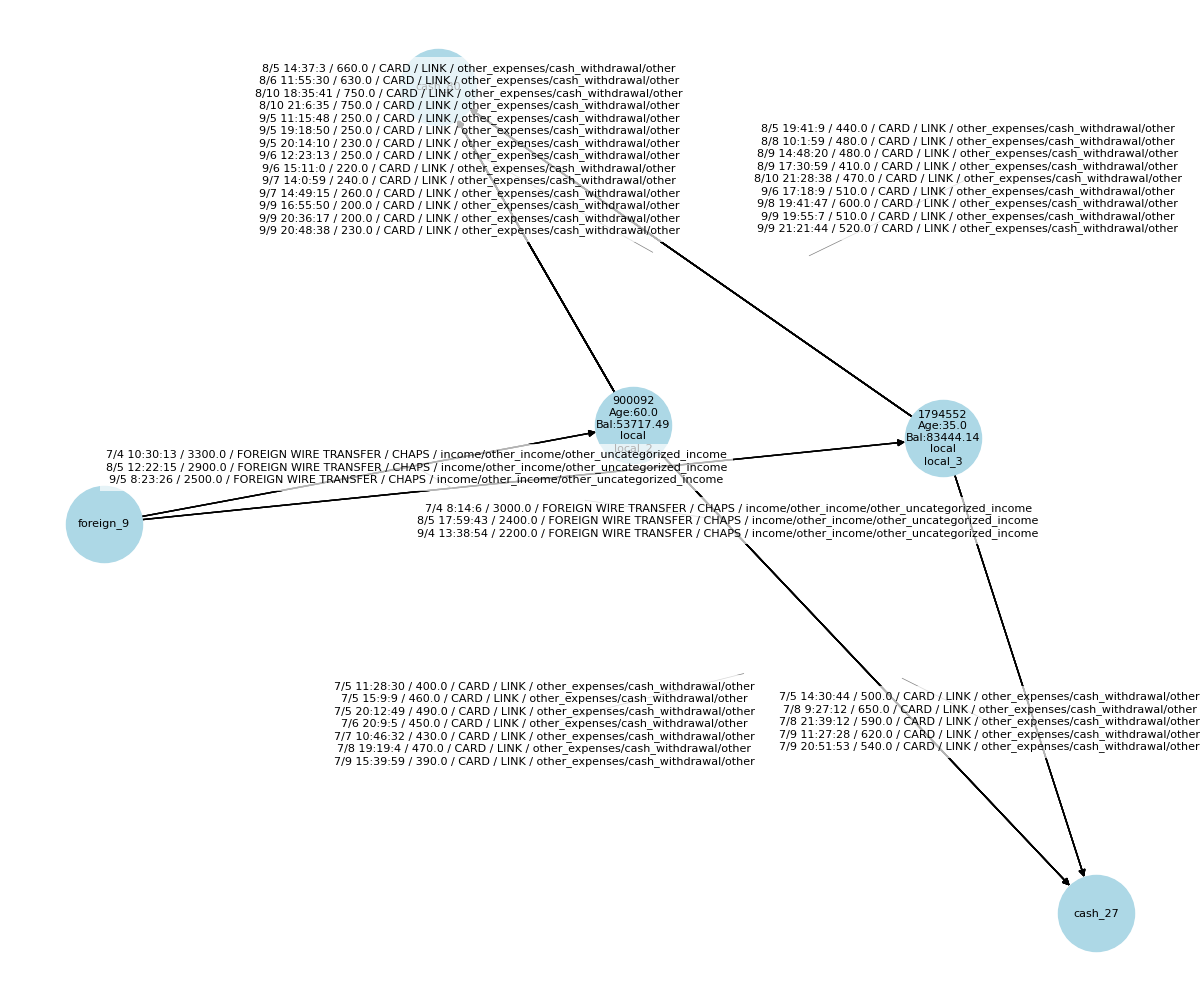 8/5 14:37:3 / 660.0 / CARD / LINK / other_expenses/cash_withdrawal/other
8/6 11:55:30 / 630.0 / CARD / LINK / other_expenses/cash_withdrawal/other
8/10 18:35:41 / 750.0 / CARD / LINK / other_expenses/cash_withdrawal/other
8/10 21:6:35 / 750.0 / CARD / LINK / other_expenses/cash_withdrawal/other
9/5 11:15:48 / 250.0 / CARD / LINK / other_expenses/cash_withdrawal/other
9/5 19:18:50 / 250.0 / CARD / LINK / other_expenses/cash_withdrawal/other
9/5 20:14:10 / 230.0 / CARD / LINK / other_expenses/cash_withdrawal/other
9/6 12:23:13 / 250.0 / CARD / LINK / other_expenses/cash_withdrawal/other
9/6 15:11:0 / 220.0 / CARD / LINK / other_expenses/cash_withdrawal/other
9/7 14:0:59 / 240.0 / CARD / LINK / other_expenses/cash_withdrawal/other
9/7 14:49:15 / 260.0 / CARD / LINK / other_expenses/cash_withdrawal/other
9/9 16:55:50 / 200.0 / CARD / LINK / other_expenses/cash_withdrawal/other
9/9 20:36:17 / 200.0 / CARD / LINK / other_expenses/cash_withdrawal/other
9/9 20:48:38 / 230.0 / CARD / LINK / other_expenses/cash_withdrawal/other
8/5 19:41:9 / 440.0 / CARD / LINK / other_expenses/cash_withdrawal/other
8/8 10:1:59 / 480.0 / CARD / LINK / other_expenses/cash_withdrawal/other
8/9 14:48:20 / 480.0 / CARD / LINK / other_expenses/cash_withdrawal/other
8/9 17:30:59 / 410.0 / CARD / LINK / other_expenses/cash_withdrawal/other
8/10 21:28:38 / 470.0 / CARD / LINK / other_expenses/cash_withdrawal/other
9/6 17:18:9 / 510.0 / CARD / LINK / other_expenses/cash_withdrawal/other
9/8 19:41:47 / 600.0 / CARD / LINK / other_expenses/cash_withdrawal/other
9/9 19:55:7 / 510.0 / CARD / LINK / other_expenses/cash_withdrawal/other
9/9 21:21:44 / 520.0 / CARD / LINK / other_expenses/cash_withdrawal/other
900092
Age:60.0
Bal:53717.49
local
local_2
1794552
Age:35.0
Bal:83444.14
local
local_3
7/4 10:30:13 / 3300.0 / FOREIGN WIRE TRANSFER / CHAPS / income/other_income/other_uncategorized_income
8/5 12:22:15 / 2900.0 / FOREIGN WIRE TRANSFER / CHAPS / income/other_income/other_uncategorized_income
9/5 8:23:26 / 2500.0 / FOREIGN WIRE TRANSFER / CHAPS / income/other_income/other_uncategorized_income
foreign_9
7/4 8:14:6 / 3000.0 / FOREIGN WIRE TRANSFER / CHAPS / income/other_income/other_uncategorized_income
8/5 17:59:43 / 2400.0 / FOREIGN WIRE TRANSFER / CHAPS / income/other_income/other_uncategorized_income
9/4 13:38:54 / 2200.0 / FOREIGN WIRE TRANSFER / CHAPS / income/other_income/other_uncategorized_income
7/5 11:28:30 / 400.0 / CARD / LINK / other_expenses/cash_withdrawal/other
7/5 15:9:9 / 460.0 / CARD / LINK / other_expenses/cash_withdrawal/other
7/5 20:12:49 / 490.0 / CARD / LINK / other_expenses/cash_withdrawal/other
7/6 20:9:5 / 450.0 / CARD / LINK / other_expenses/cash_withdrawal/other
7/7 10:46:32 / 430.0 / CARD / LINK / other_expenses/cash_withdrawal/other
7/8 19:19:4 / 470.0 / CARD / LINK / other_expenses/cash_withdrawal/other
7/9 15:39:59 / 390.0 / CARD / LINK / other_expenses/cash_withdrawal/other
7/5 14:30:44 / 500.0 / CARD / LINK / other_expenses/cash_withdrawal/other
7/8 9:27:12 / 650.0 / CARD / LINK / other_expenses/cash_withdrawal/other
7/8 21:39:12 / 590.0 / CARD / LINK / other_expenses/cash_withdrawal/other
7/9 11:27:28 / 620.0 / CARD / LINK / other_expenses/cash_withdrawal/other
7/9 20:51:53 / 540.0 / CARD / LINK / other_expenses/cash_withdrawal/other
cash_27